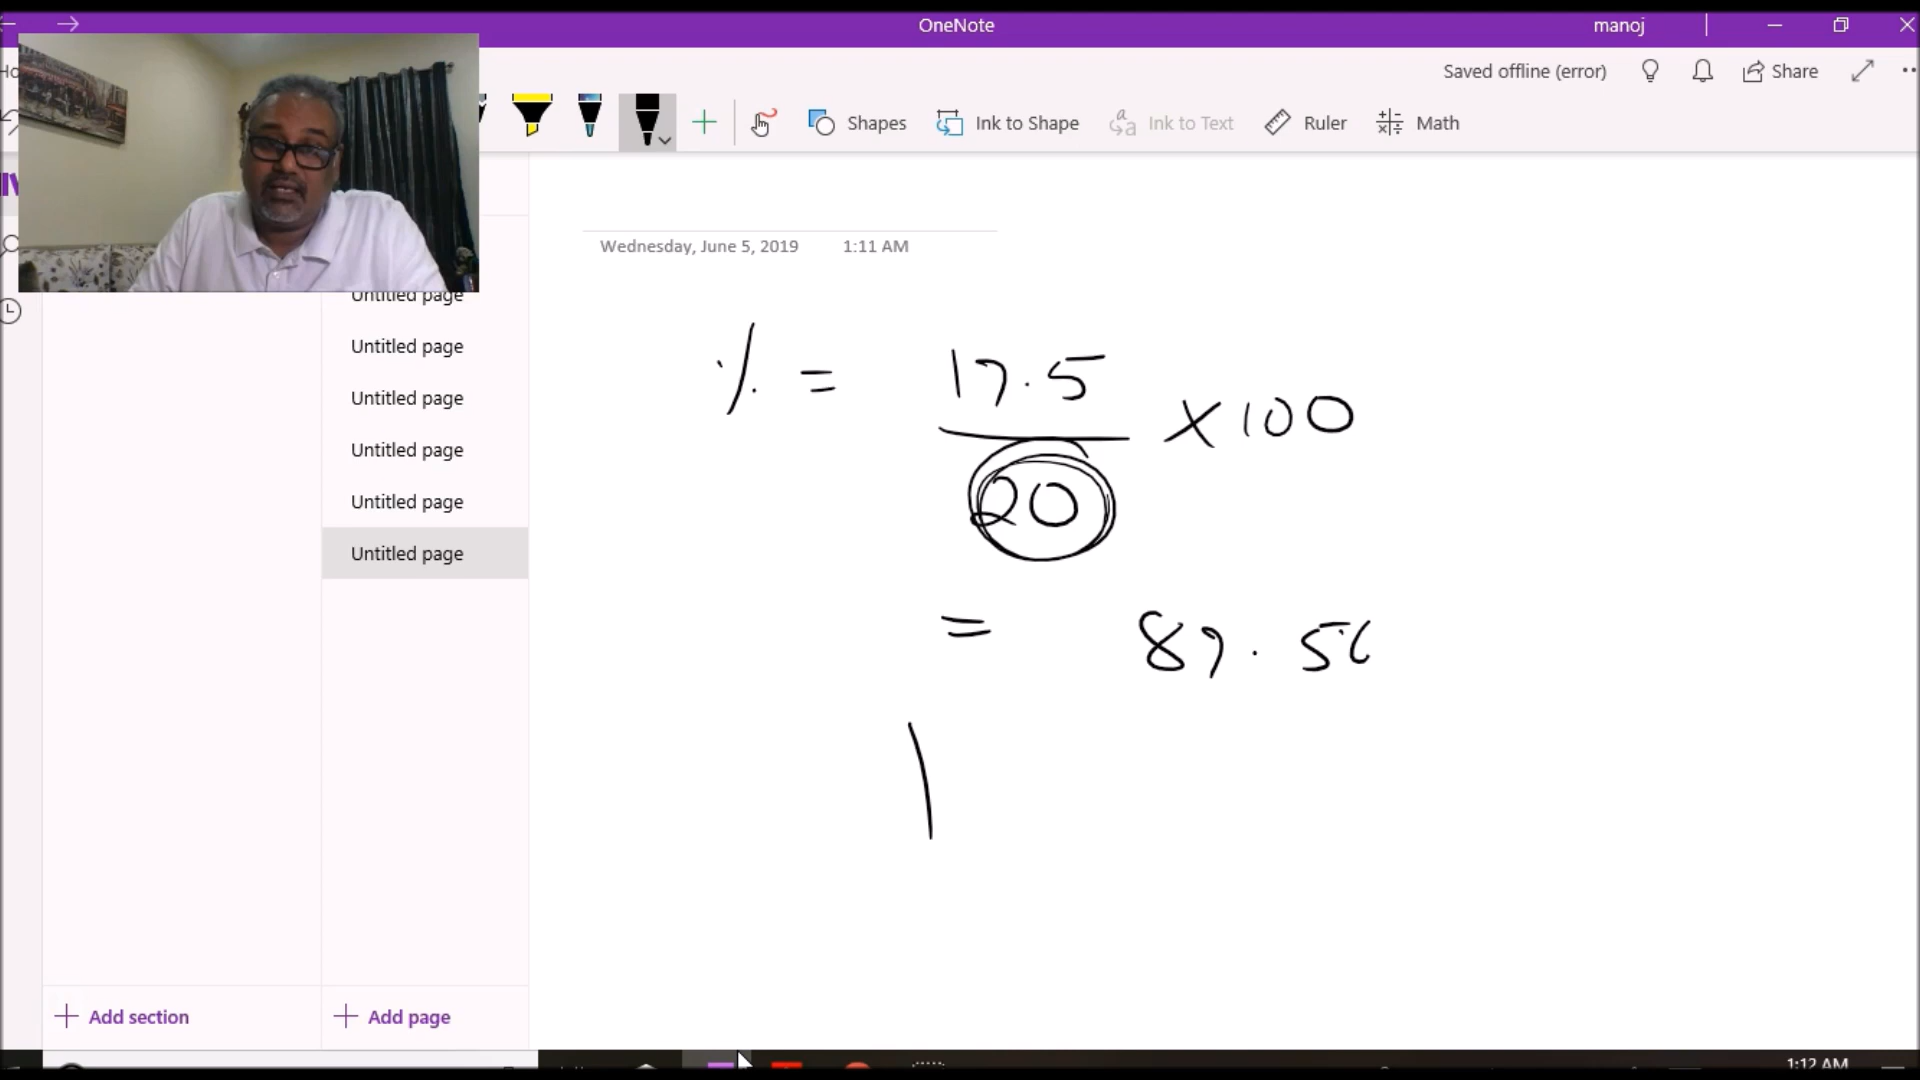 OneNote
manoj
Saved offline (error)
Share
Shapes
Ink to Shape
Ink to Text
Ruler
Math
Wednesday, June 5, 2019 1:11 AM
Untitled page
Untitled page
Untitled page
Untitled page
Untitled page
Untitled page
% = 17.5
× 100
20
= 87.50
Add section
Add page
1:12 AM